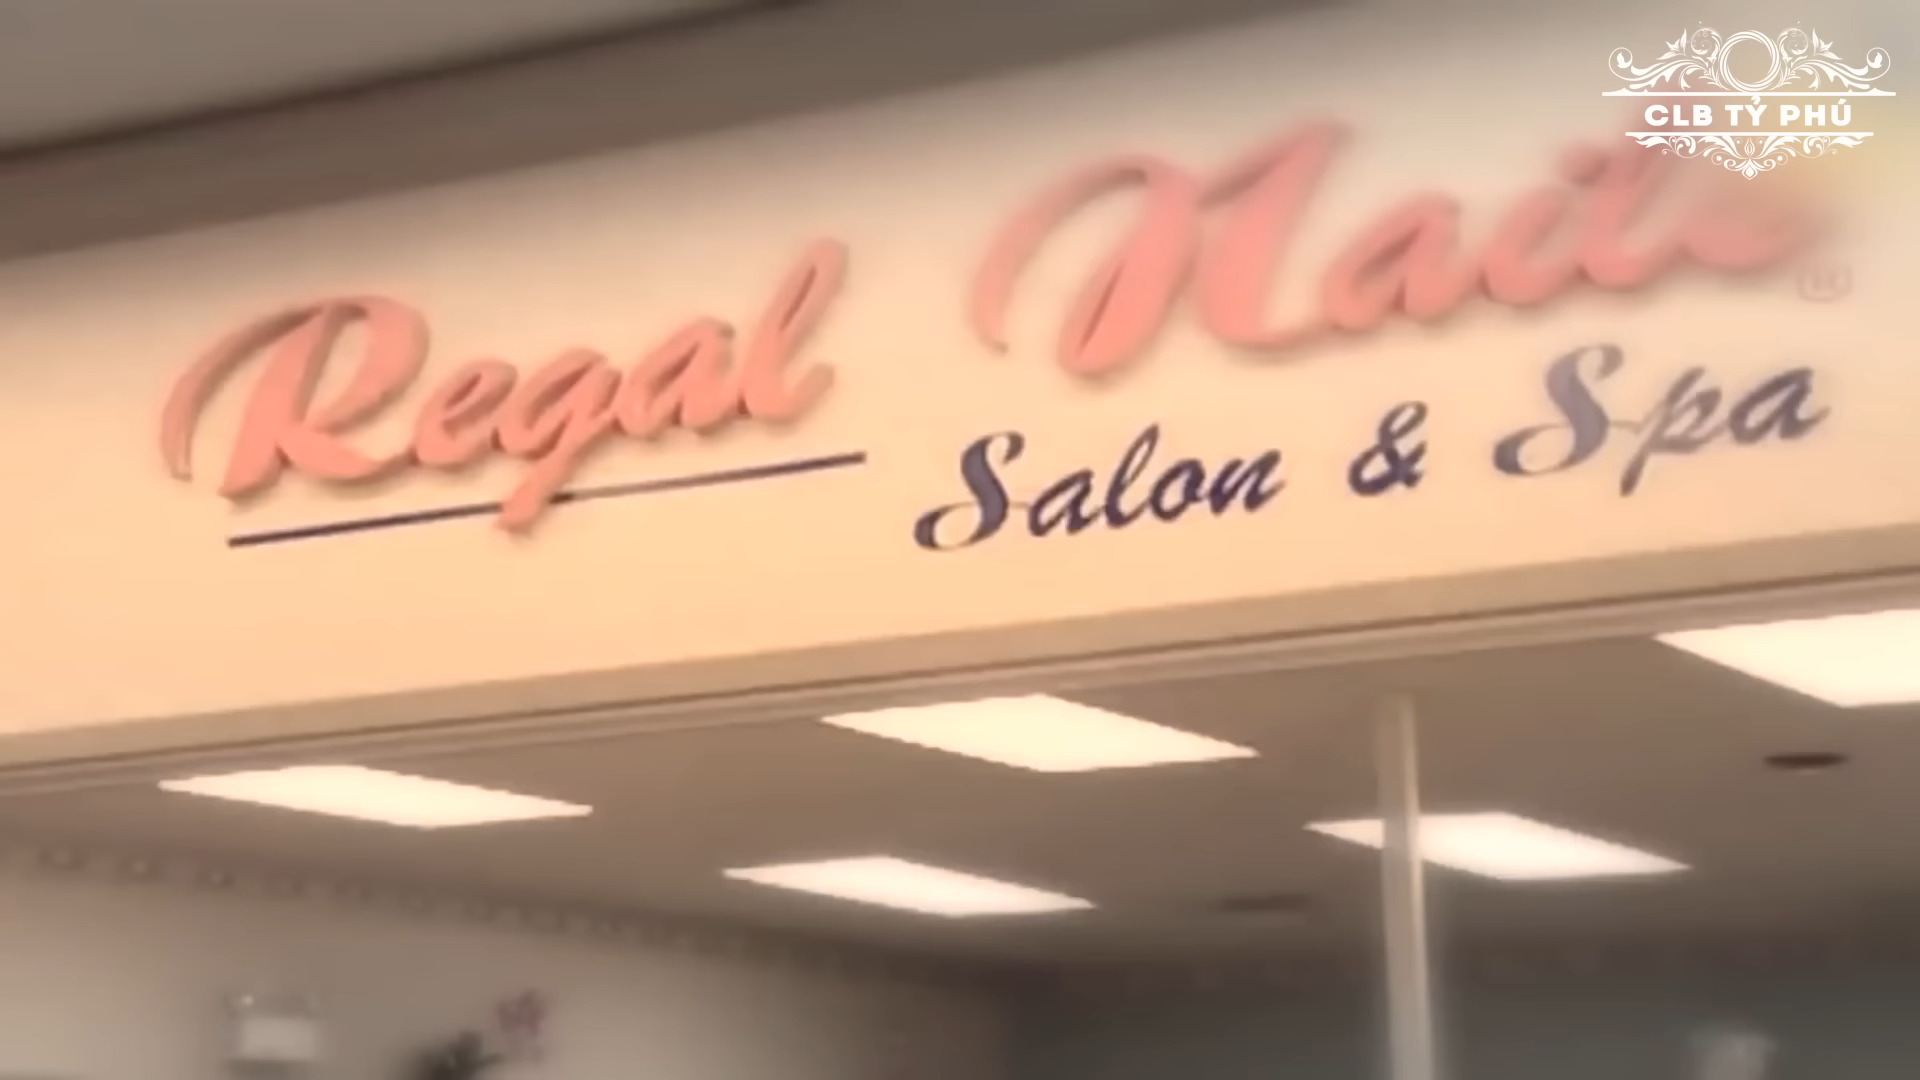 CLB TỶ PHÚ
Regal Nails
Salon & Spa